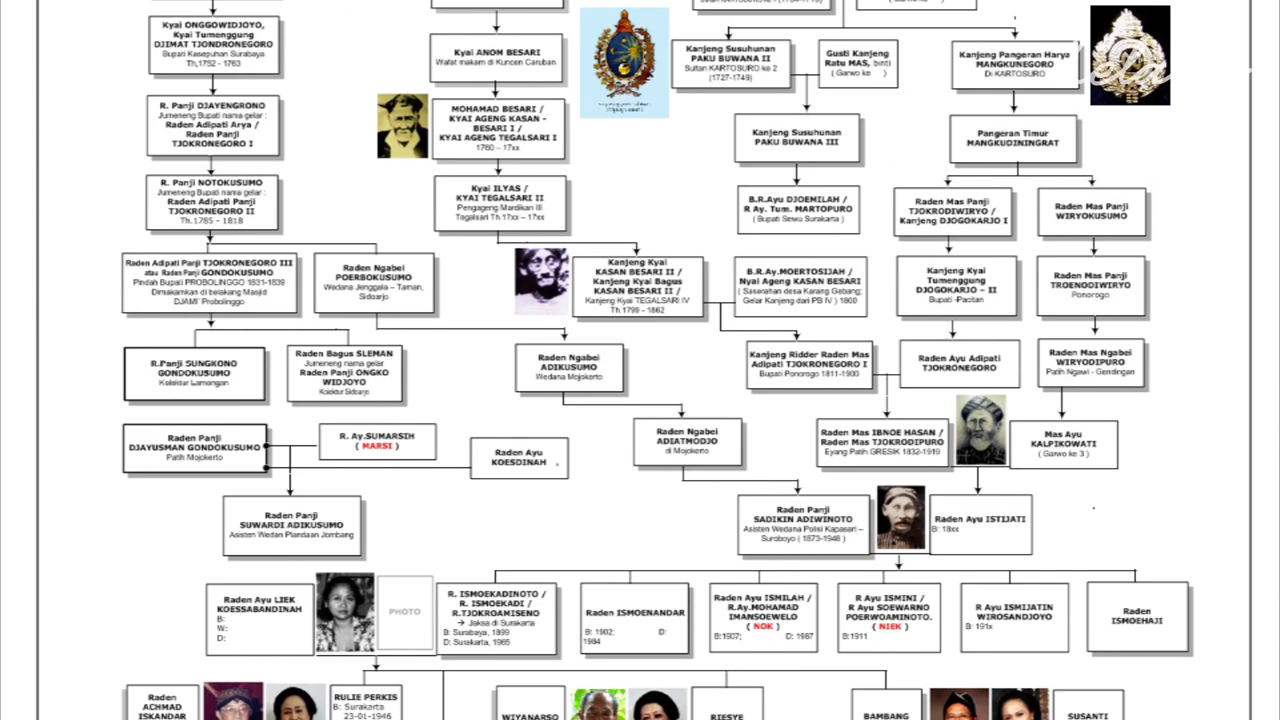 Kyai ONGGOWIDJOYO,
Kyai Tumenggung
DJIMAT TJONDRONEGORO
Bupati Kasepuhan Surabaya
Th,1752 - 1763
Kyai ANOM BESARI
Wafat makam di Kuncen Caruban
Kanjeng Susuhunan
PAKU BUWANA II
Sultan KARTOSURO ke 2
(1727-1749)
Gusti Kanjeng
Ratu MAS, binti
( Garwo ke )
Kanjeng Pangeran Harya
MANGKUNEGORO
Di KARTOSURO
R. Panji DJAYENGRONO
Jumeneng Bupati nama gelar :
Raden Adipati Arya /
Raden Panji
TJOKRONEGORO I
MOHAMAD BESARI /
KYAI AGENG KASAN -
BESARI I /
KYAI AGENG TEGALSARI I
1760 – 17xx
Kanjeng Susuhunan
PAKU BUWANA III
Pangeran Timur
MANGKUDININGRAT
R. Panji NOTOKUSUMO
Jumeneng Bupati nama gelar :
Raden Adipati Panji
TJOKRONEGORO II
Th.1785 - 1818
Kyai ILYAS /
KYAI TEGALSARI II
Pengageng Mardikan III
Tegalsari Th.17xx – 17xx
B.R.Ayu DJOEMILAH /
R Ay. Tum. MARTOPURO
( Bupati Sewu Surakarta )
Raden Mas Panji
TJOKRODIWIRYO /
Kanjeng DJOGOKARJO I
Raden Mas Panji
WIRYOKUSUMO
Raden Adipati Panji TJOKRONEGORO III
atau Raden Panji GONDOKUSUMO
Pindah Bupati PROBOLINGGO 1831-1839
Dimakamkan di belakang Masjid
DJAMI' Probolinggo
Raden Ngabei
POERBOKUSUMO
Wedana Jenggala – Taman,
Sidoarjo
Kanjeng Kyai
KASAN BESARI II /
Kanjeng Kyai Bagus
KASAN BESARI II /
Kanjeng Kyai TEGALSARI IV
Th.1799 - 1862
B.R.Ay.MOERTOSIJAH /
Nyai Ageng KASAN BESARI
( Saserahan desa Karang Gebang;
Gelar Kanjeng dari PB IV ) 1800
Kanjeng Kyai
Tumenggung
DJOGOKARJO – II
Bupati -Pacitan
Raden Mas Panji
TROENODIWIRYO
Ponorogo
R.Panji SUNGKONO
GONDOKUSUMO
Kolektur Lamongan
Raden Bagus SLEMAN
Jumeneng nama gelar
Raden Panji ONGKO
WIDJOYO
Kolektur Sidoarjo
Raden Ngabei
ADIKUSUMO
Wedana Mojokerto
Kanjeng Ridder Raden Mas
Adipati TJOKRONEGORO I
Bupati Ponorogo 1811-1900
Raden Ayu Adipati
TJOKRONEGORO
Raden Mas Ngabei
WIRYODIPURO
Patih Ngawi - Gendingan
Raden Panji
DJAYUSMAN GONDOKUSUMO
Patih Mojokerto
R. Ay.SUMARSIH
( MARSI )
Raden Ayu
KOESDINAH
Raden Ngabei
ADIATMODJO
di Mojokerto
Raden Mas IBNOE HASAN /
Raden Mas TJOKRODIPURO
Eyang Patih GRESIK 1832-1919
Mas Ayu
KALPIKOWATI
( Garwo ke 3 )
Raden Panji
SUWARDI ADIKUSUMO
Asisten Wedan Plandaan Jombang
Raden Panji
SADIKIN ADIWINOTO
Asisten Wedana Polisi Kapasari –
Suroboyo ( 1873-1948 )
Raden Ayu ISTIJATI
B: 18xx
Raden Ayu LIEK
KOESSABANDINAH
B:
W:
D:
PHOTO
R. ISMOEKADINOTO /
R. ISMOEKADI /
R.TJOKROAMISENO
→ Jaksa di Surakarta
B: Surabaya, 1899
D: Surakarta, 1965
Raden ISMOENANDAR
B: 1902; D:
1984
Raden Ayu ISMILAH /
R.Ay.MOHAMAD
IMANSOEWELO
( NOK )
B:1907; D: 1987
R Ayu ISMINI /
R Ayu SOEWARNO
POERWOAMINOTO.
( NIEK )
B:1911
R Ayu ISMIJATIN
WIROSANDJOYO
B: 191x
Raden
ISMOEHAJI
Raden
ACHMAD
ISKANDAR
RULIE PERKIS
B: Surakarta
23-01-1946
WIYANARSO
RIESYE
BAMBANG
SUSANTI